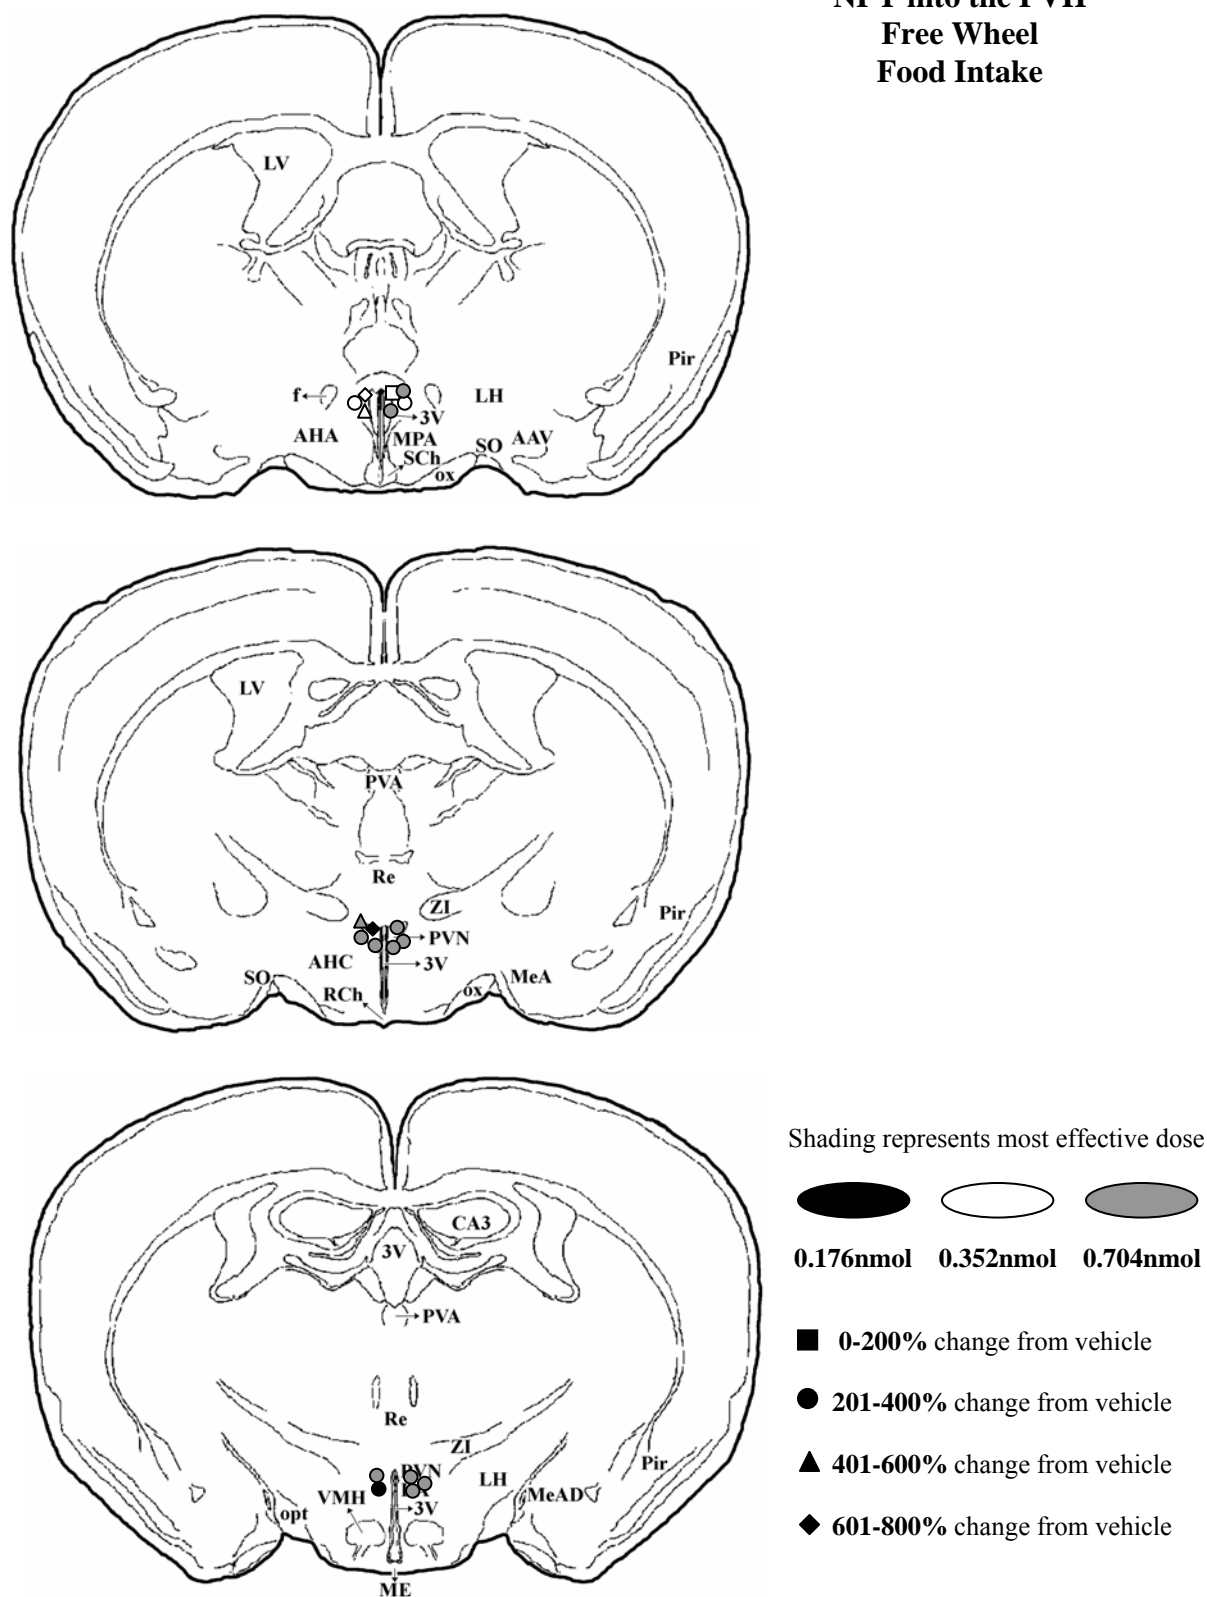 NPY into the PVH
Free Wheel
Food Intake
LV
Pir
f
LH
3V
AHA
MPA
SO
AAV
SCh
ox
LV
PVA
Re
ZI
Pir
PVN
AHC
3V
SO
MeA
RCh
ox
CA3
3V
PVA
Re
ZI
Pir
PVN
LH
VMH
MeAD
opt
3V
ME
Shading represents most effective dose
0.176nmol 0.352nmol 0.704nmol
0-200% change from vehicle
201-400% change from vehicle
401-600% change from vehicle
601-800% change from vehicle